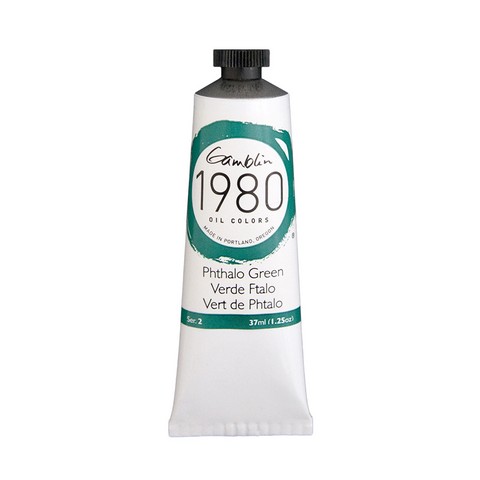 Gamblin
1980
OIL COLORS
MADE IN PORTLAND, OREGON
Phthalo Green
Verde Ftalo
Vert de Phtalo
Ser. 2 37ml (1.25oz)